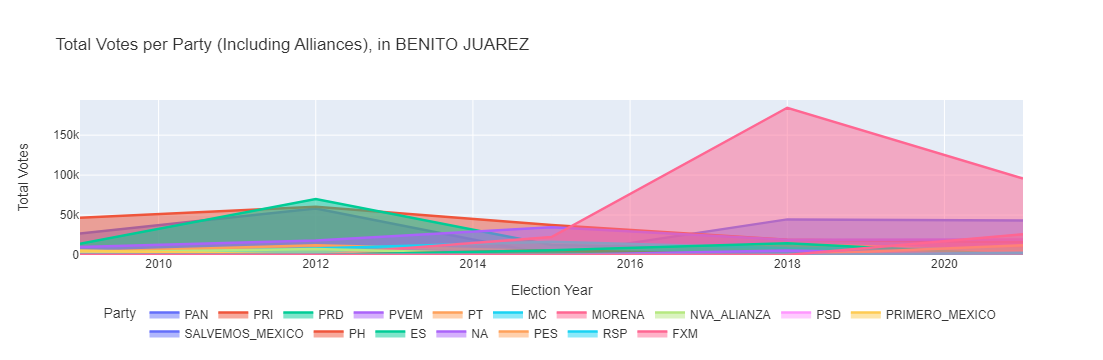 Total Votes per Party (Including Alliances), in BENITO JUAREZ
Total Votes
150k
100k
50k
0
2010 2012 2014 2016 2018 2020
Election Year
Party PAN PRI PRD PVEM PT MC MORENA NVA_ALIANZA PSD PRIMERO_MEXICO
SALVEMOS_MEXICO PH ES NA PES RSP FXM